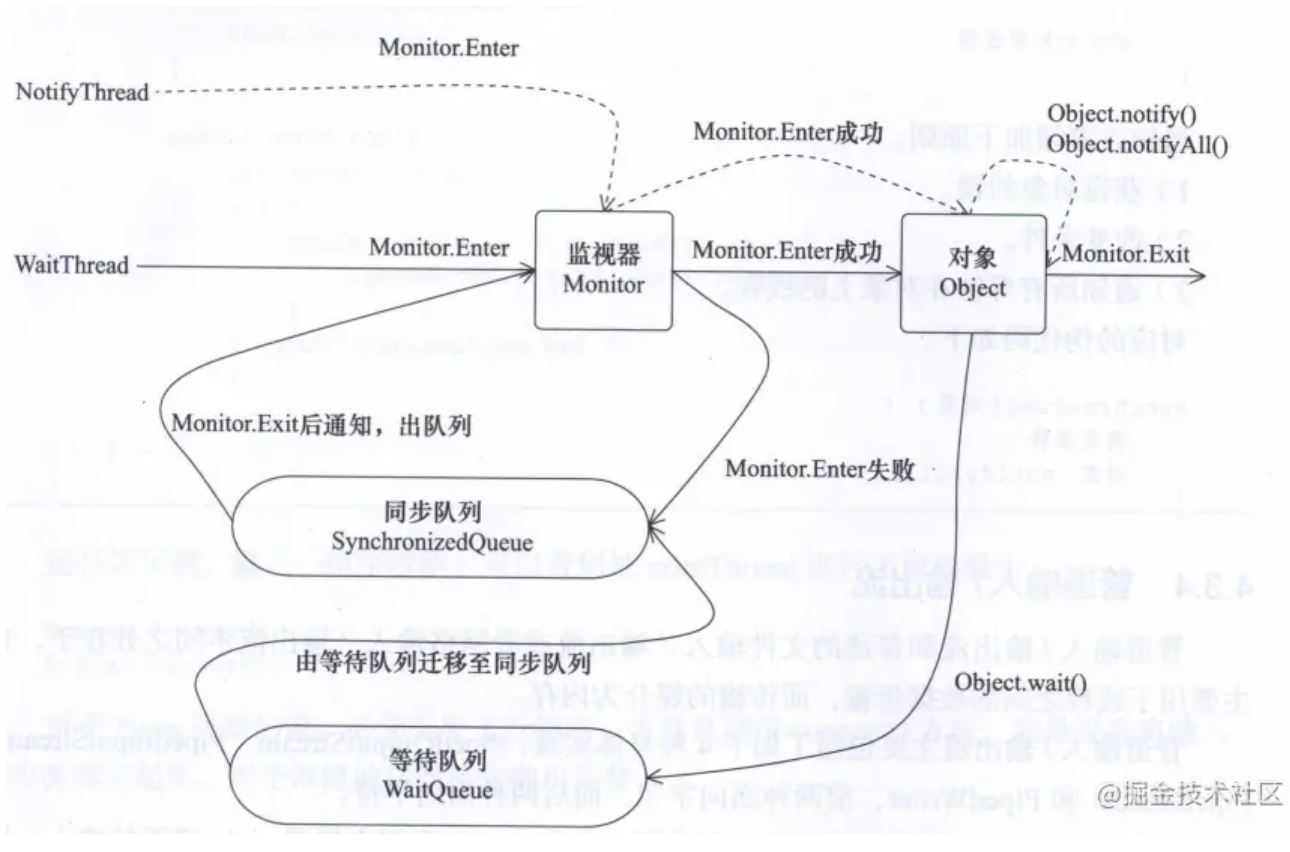 Monitor.Enter
NotifyThread
Object.notify()
Object.notifyAll()
Monitor.Enter成功
WaitThread
Monitor.Enter
监视器
Monitor
Monitor.Enter成功
对象
Object
Monitor.Exit
Monitor.Exit后通知，出队列
Monitor.Enter失败
同步队列
SynchronizedQueue
由等待队列迁移至同步队列
Object.wait()
等待队列
WaitQueue
@掘金技术社区